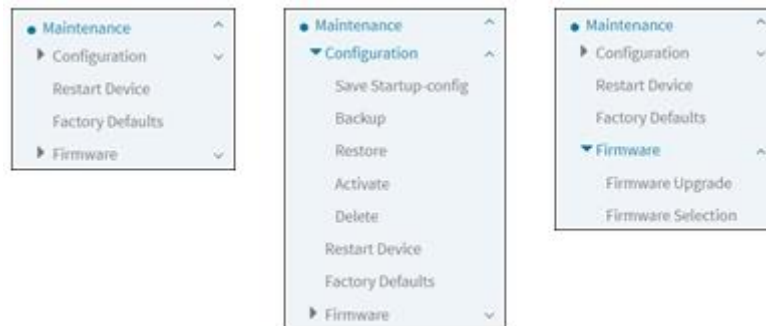 Maintenance
Configuration
Restart Device
Factory Defaults
Firmware
Maintenance
Configuration
Save Startup-config
Backup
Restore
Activate
Delete
Restart Device
Factory Defaults
Firmware
Maintenance
Configuration
Restart Device
Factory Defaults
Firmware
Firmware Upgrade
Firmware Selection